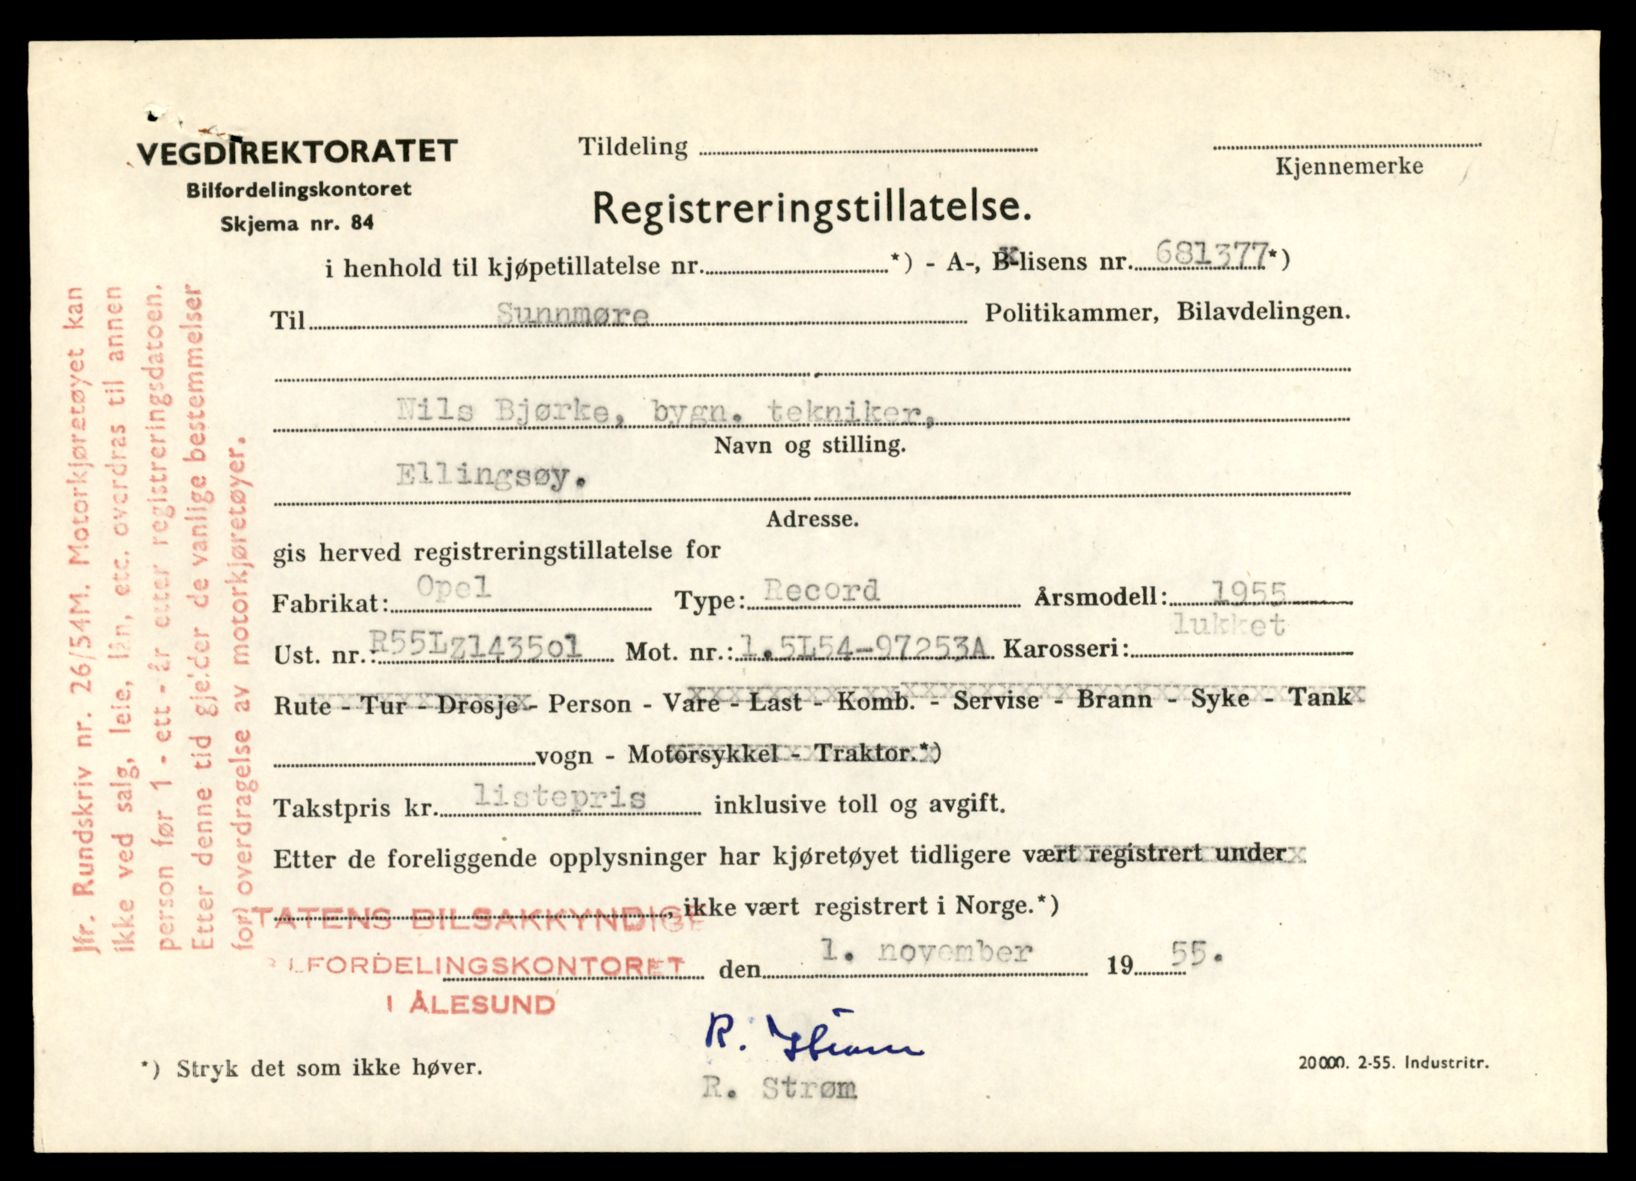 VEGDIREKTORATET
Bilfordelingskontoret
Skjema nr. 84
Tildeling
Kjennemerke
Registreringstillatelse.
i henhold til kjøpetillatelse nr. *) - A-, B-lisens nr. 681377 *)
Til Sunnmøre Politikammer, Bilavdelingen.
Nils Bjørke, bygn. tekniker,
Navn og stilling.
Ellingsøy.
Adresse.
gis herved registreringstillatelse for
Fabrikat: Opel Type: Record Årsmodell: 1955
Ust. nr.: R55LZ143501 Mot. nr.: 1.5L54-97253A Karosseri: lukket
Rute - Tur - Drosje - Person - Vare - Last - Komb. - Servise - Brann - Syke - Tank
vogn - Motorsykkel - Traktor.*)
Takstpris kr. listepris inklusive toll og avgift.
Etter de foreliggende opplysninger har kjøretøyet tidligere vært registrert under
, ikke vært registrert i Norge.*)
TATENS BILSAKKYNDIGE
BILFORDELINGSKONTORET den 1. november 1955.
I ÅLESUND
R. Strøm
R. Strøm
*) Stryk det som ikke høver.
20000. 2-55. Industritr.
Jfr. Rundskriv nr. 26/54M. Motorkjøretøyet kan
ikke ved salg, leie, lån, etc. overdras til annen
person før 1 - ett - år etter registreringsdatoen.
Etter denne tid gjelder de vanlige bestemmelser
for overdragelse av motorkjøretøyer.